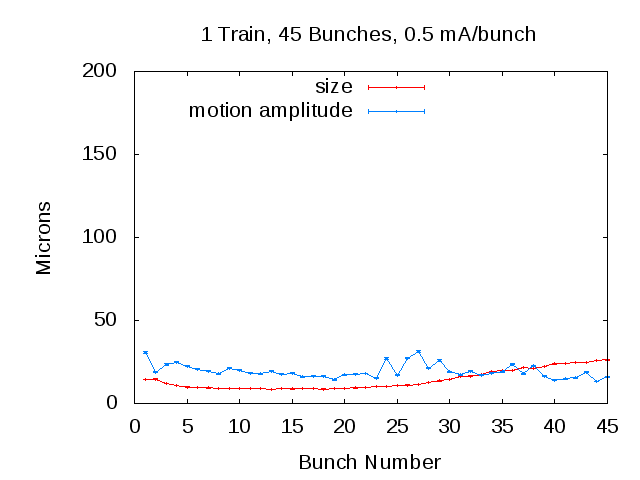 1 Train, 45 Bunches, 0.5 mA/bunch
size
motion amplitude
200
150
100
50
0
Microns
0 5 10 15 20 25 30 35 40 45
Bunch Number